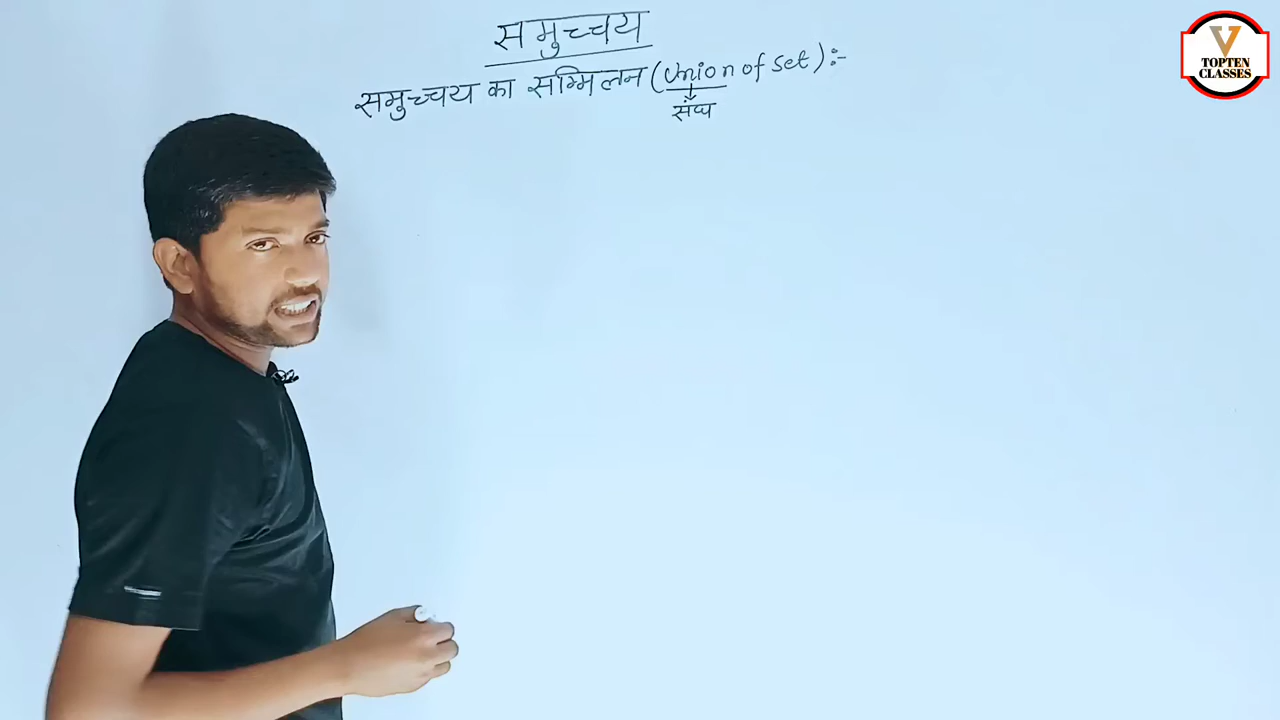 समुच्चय
समुच्चय का सम्मिलन (Union of set) :-
संघ
V
TOPTEN
CLASSES